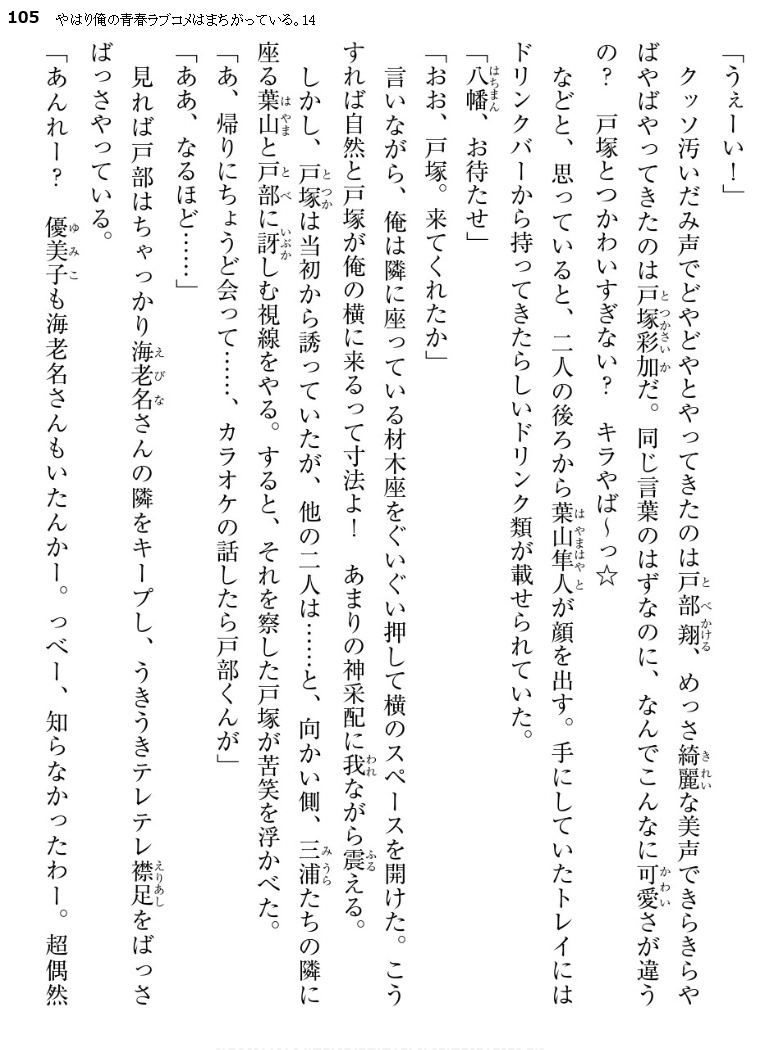 105 やはり俺の青春ラブコメはまちがっている。14
「うぇーい！」
　クッソ汚いだみ声でどやどやとやってきたのは戸部翔、めっさ綺麗な美声できらきらや
ばやばやってきたのは戸塚彩加だ。同じ言葉のはずなのに、なんでこんなに可愛さが違う
の？　戸塚とつかわいすぎない？　キラやば～っ☆
　などと、思っていると、二人の後ろから葉山隼人が顔を出す。手にしていたトレイには
ドリンクバーから持ってきたらしいドリンク類が載せられていた。
「八幡、お待たせ」
「おお、戸塚。来てくれたか」
　言いながら、俺は隣に座っている材木座をぐいぐい押して横のスペースを開けた。こう
すれば自然と戸塚が俺の横に来るって寸法よ！　あまりの神采配に我ながら震える。
　しかし、戸塚は当初から誘っていたが、他の二人は……と、向かい側、三浦たちの隣に
座る葉山と戸部に訝しむ視線をやる。すると、それを察した戸塚が苦笑を浮かべた。
「あ、帰りにちょうど会って……、カラオケの話したら戸部くんが」
「ああ、なるほど……」
　見れば戸部はちゃっかり海老名さんの隣をキープし、うきうきテレテレ襟足をばっさ
ばっさやっている。
「あんれー？　優美子も海老名さんもいたんかー。っべー、知らなかったわー。超偶然